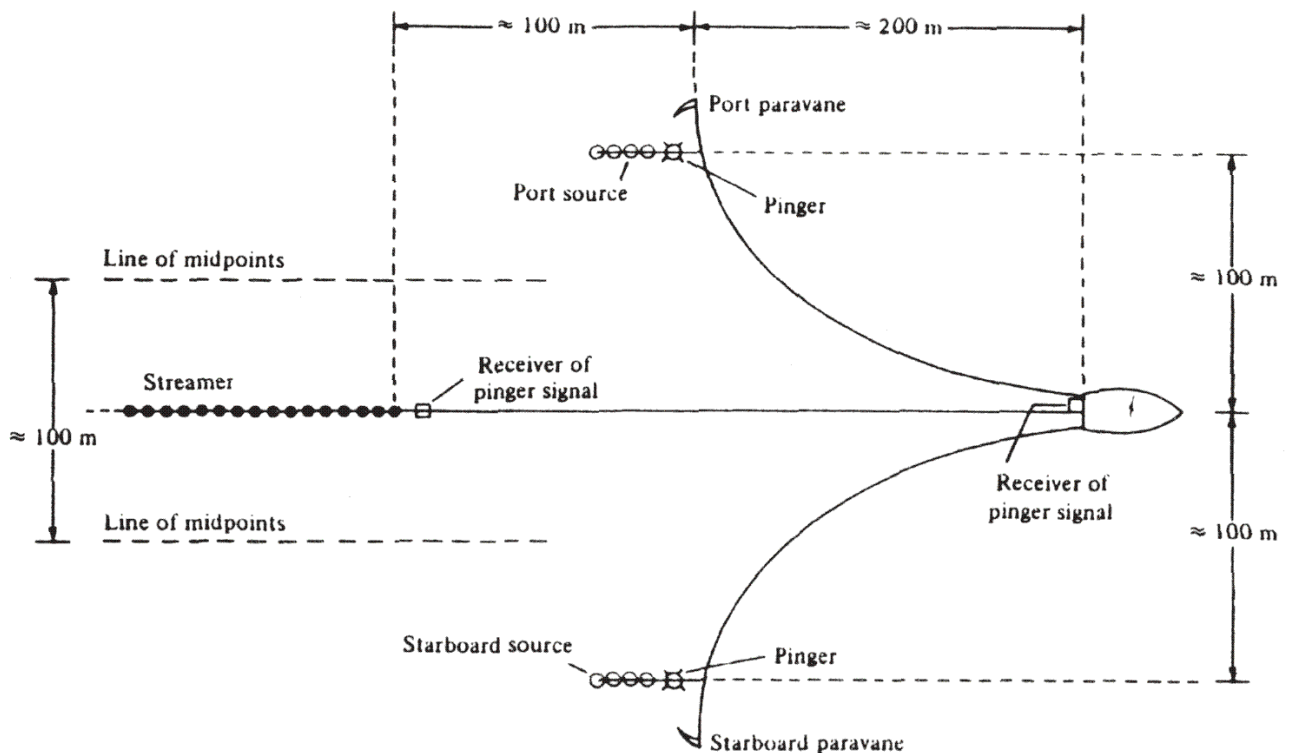 ≈ 100 m
≈ 200 m
Port paravane
Port source
Pinger
Line of midpoints
≈ 100 m
Streamer
Receiver of
pinger signal
≈ 100 m
Receiver of
pinger signal
Line of midpoints
≈ 100 m
Starboard source
Pinger
Starboard paravane